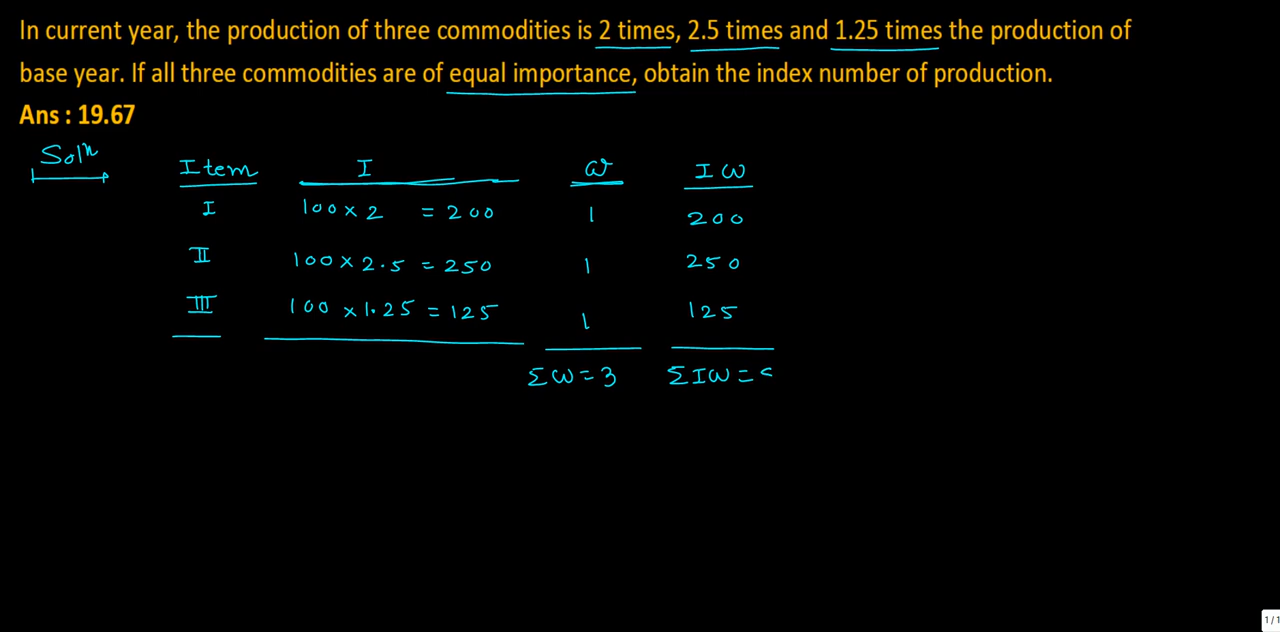 In current year, the production of three commodities is 2 times, 2.5 times and 1.25 times the production of
base year. If all three commodities are of equal importance, obtain the index number of production.
Ans : 19.67
Solⁿ
Item I W IW
I 100 × 2 = 200 1 200
II 100 × 2.5 = 250 1 250
III 100 × 1.25 = 125 1 125
ΣW = 3 ΣIW =
1/1